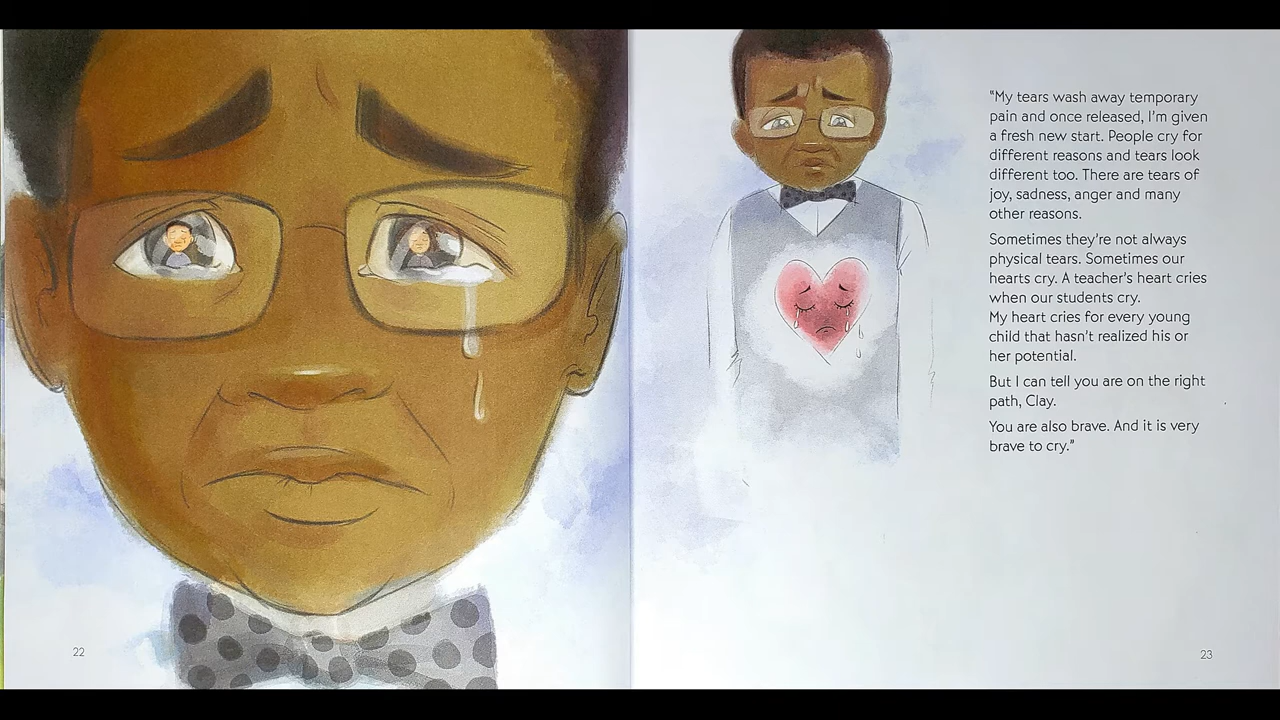 "My tears wash away temporary
pain and once released, I'm given
a fresh new start. People cry for
different reasons and tears look
different too. There are tears of
joy, sadness, anger and many
other reasons.
Sometimes they're not always
physical tears. Sometimes our
hearts cry. A teacher's heart cries
when our students cry.
My heart cries for every young
child that hasn't realized his or
her potential.
But I can tell you are on the right
path, Clay.
You are also brave. And it is very
brave to cry."
22
23